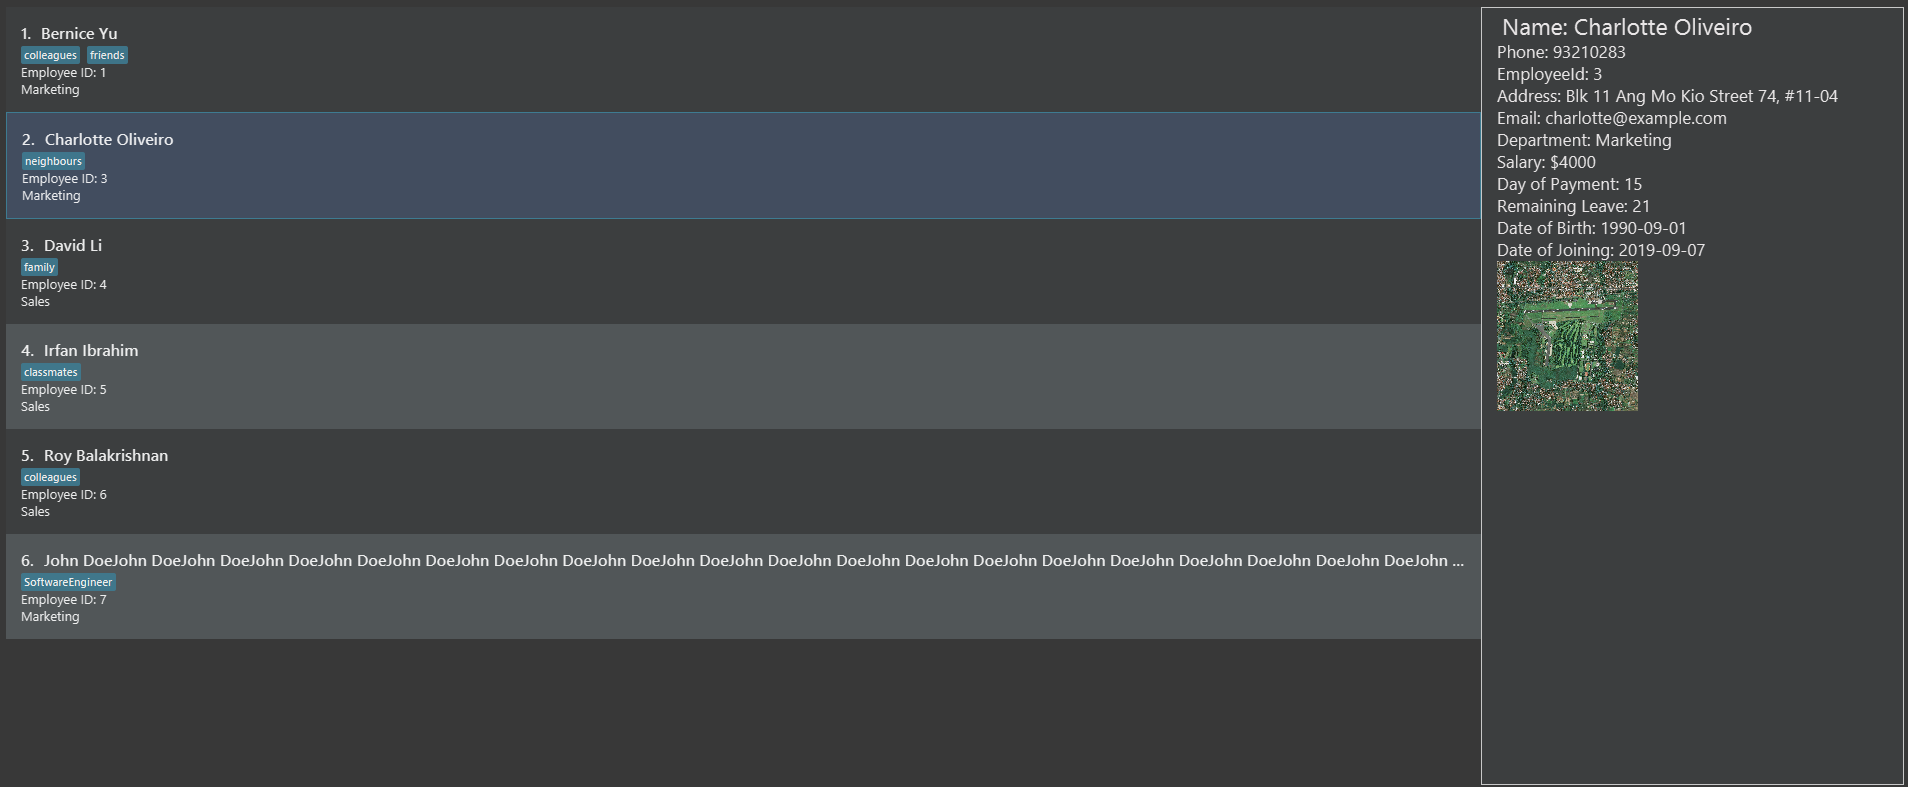 1. Bernice Yu
colleagues friends
Employee ID: 1
Marketing
2. Charlotte Oliveiro
neighbours
Employee ID: 3
Marketing
3. David Li
family
Employee ID: 4
Sales
4. Irfan Ibrahim
classmates
Employee ID: 5
Sales
5. Roy Balakrishnan
colleagues
Employee ID: 6
Sales
6. John DoeJohn DoeJohn DoeJohn DoeJohn DoeJohn DoeJohn DoeJohn DoeJohn DoeJohn DoeJohn DoeJohn DoeJohn DoeJohn DoeJohn DoeJohn DoeJohn DoeJohn DoeJohn DoeJohn DoeJohn ...
SoftwareEngineer
Employee ID: 7
Marketing
Name: Charlotte Oliveiro
Phone: 93210283
EmployeeId: 3
Address: Blk 11 Ang Mo Kio Street 74, #11-04
Email: charlotte@example.com
Department: Marketing
Salary: $4000
Day of Payment: 15
Remaining Leave: 21
Date of Birth: 1990-09-01
Date of Joining: 2019-09-07